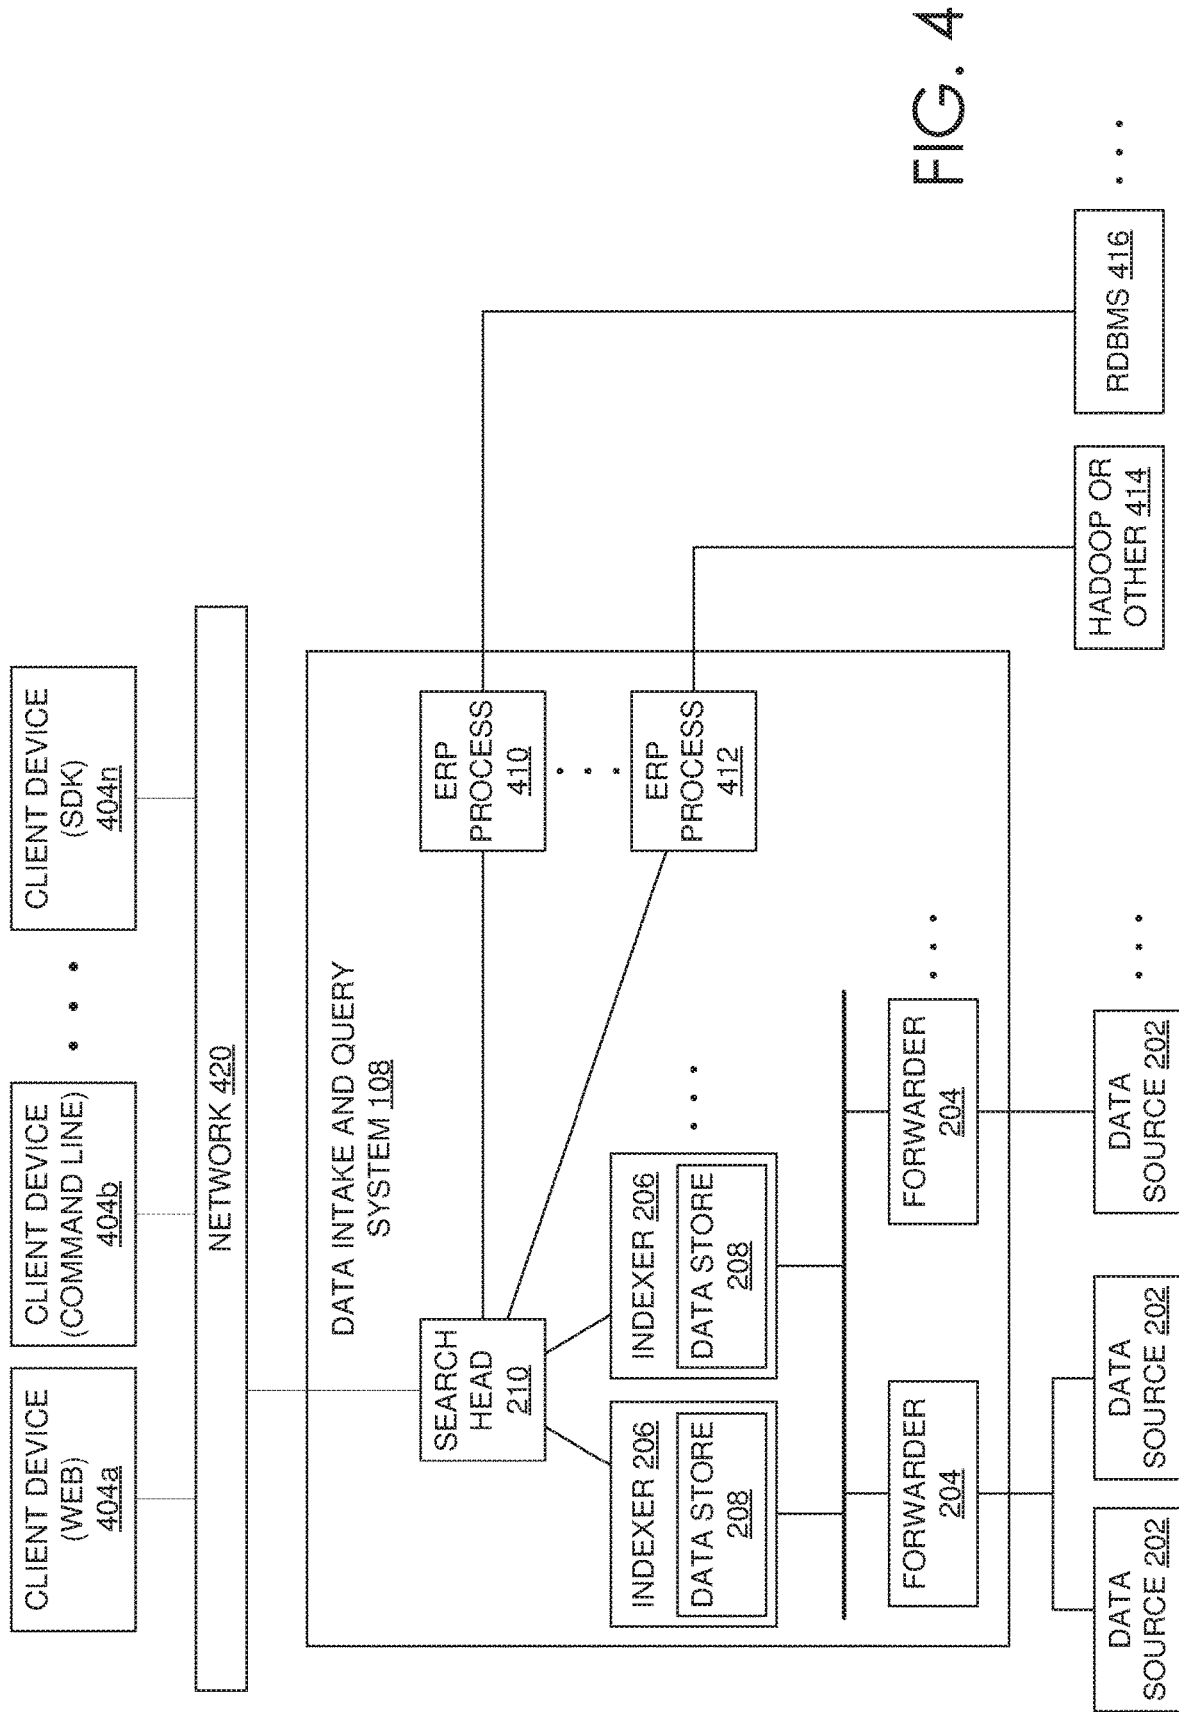 CLIENT DEVICE
(WEB)
404a
CLIENT DEVICE
(COMMAND LINE)
404b
CLIENT DEVICE
(SDK)
404n
NETWORK 420
DATA INTAKE AND QUERY
SYSTEM 108
SEARCH
HEAD
210
ERP
PROCESS
410
ERP
PROCESS
412
INDEXER 206
DATA STORE
208
INDEXER 206
DATA STORE
208
FORWARDER
204
FORWARDER
204
DATA
SOURCE 202
DATA
SOURCE 202
DATA
SOURCE 202
HADOOP OR
OTHER 414
RDBMS 416
FIG. 4